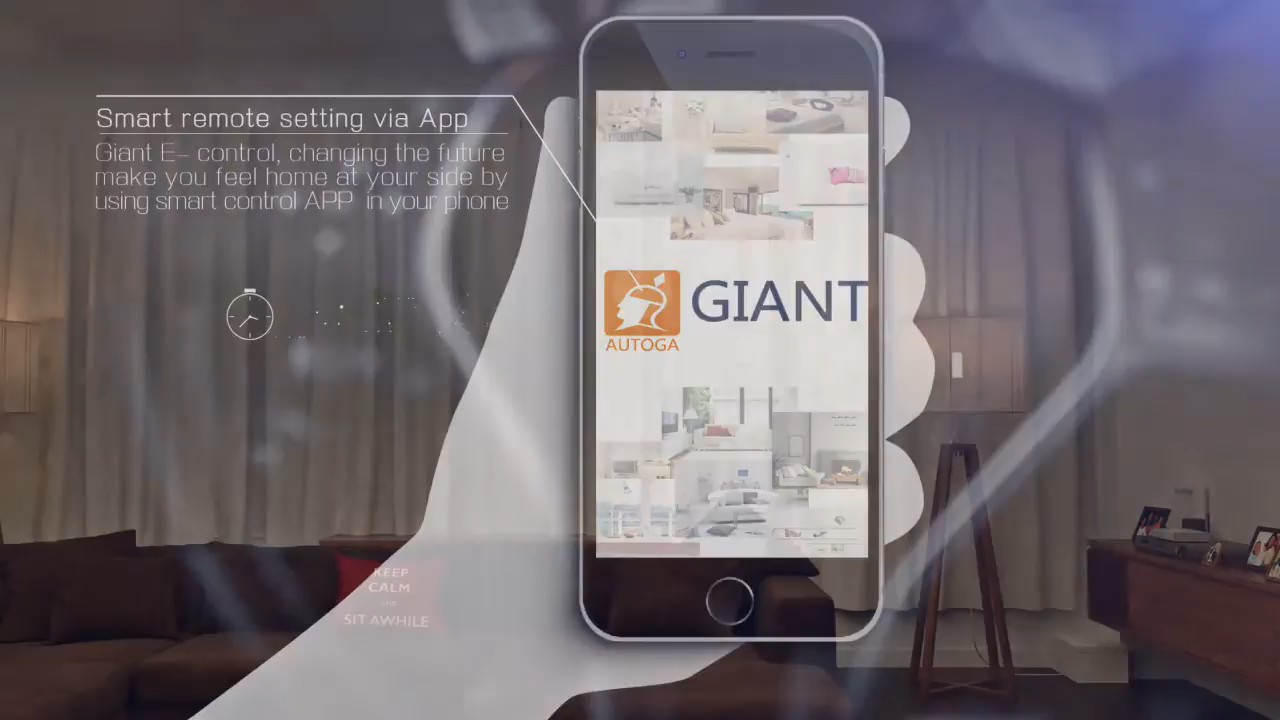 Smart remote setting via App
Giant E- control, changing the future
make you feel home at your side by
using smart control APP in your phone
GIANT
AUTOGA
KEEP
CALM
AND
SIT AWHILE